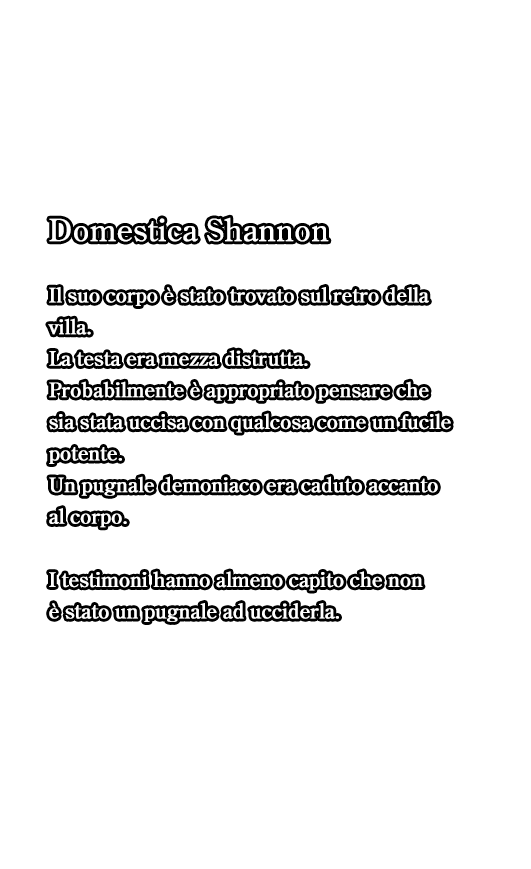 Domestica Shannon
Il suo corpo è stato trovato sul retro della
villa.
La testa era mezza distrutta.
Probabilmente è appropriato pensare che
sia stata uccisa con qualcosa come un fucile
potente.
Un pugnale demoniaco era caduto accanto
al corpo.
I testimoni hanno almeno capito che non
è stato un pugnale ad ucciderla.